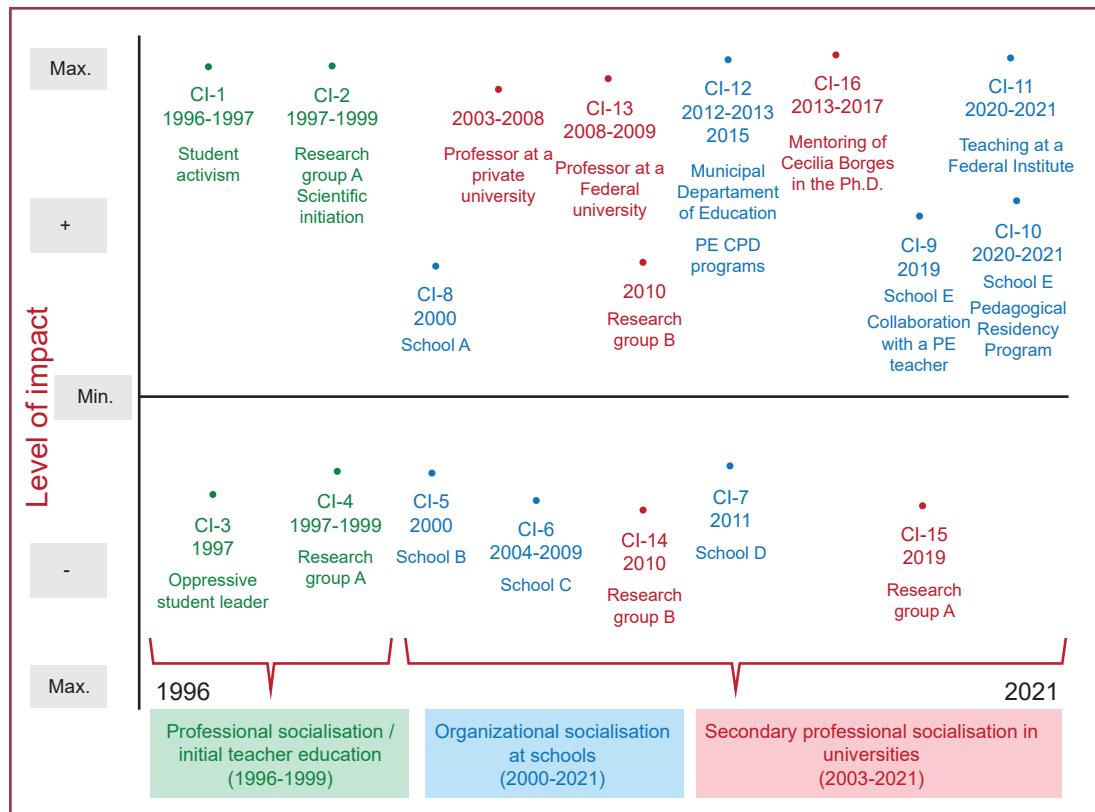 Level of impact
Max.
+
Min.
-
Max.
CI-1
1996-1997
Student
activism
CI-2
1997-1999
Research
group A
Scientific
initiation
CI-8
2000
School A
2003-2008
Professor at a
private
university
CI-13
2008-2009
Professor at a
Federal
university
2010
Research
group B
CI-12
2012-2013
2015
Municipal
Departament
of Education
PE CPD
programs
CI-16
2013-2017
Mentoring of
Cecilia Borges
in the Ph.D.
CI-9
2019
School E
Collaboration
with a PE
teacher
CI-11
2020-2021
Teaching at a
Federal Institute
CI-10
2020-2021
School E
Pedagogical
Residency
Program
CI-3
1997
Oppressive
student leader
CI-4
1997-1999
Research
group A
CI-5
2000
School B
CI-6
2004-2009
School C
CI-14
2010
Research
group B
CI-7
2011
School D
CI-15
2019
Research
group A
1996
2021
Professional socialisation /
initial teacher education
(1996-1999)
Organizational socialisation
at schools
(2000-2021)
Secondary professional socialisation in
universities
(2003-2021)